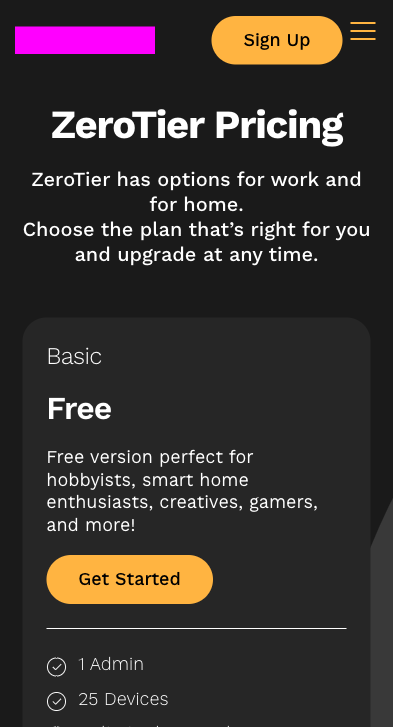 Sign Up
ZeroTier Pricing
ZeroTier has options for work and
for home.
Choose the plan that’s right for you
and upgrade at any time.
Basic
Free
Free version perfect for
hobbyists, smart home
enthusiasts, creatives, gamers,
and more!
Get Started
1 Admin
25 Devices